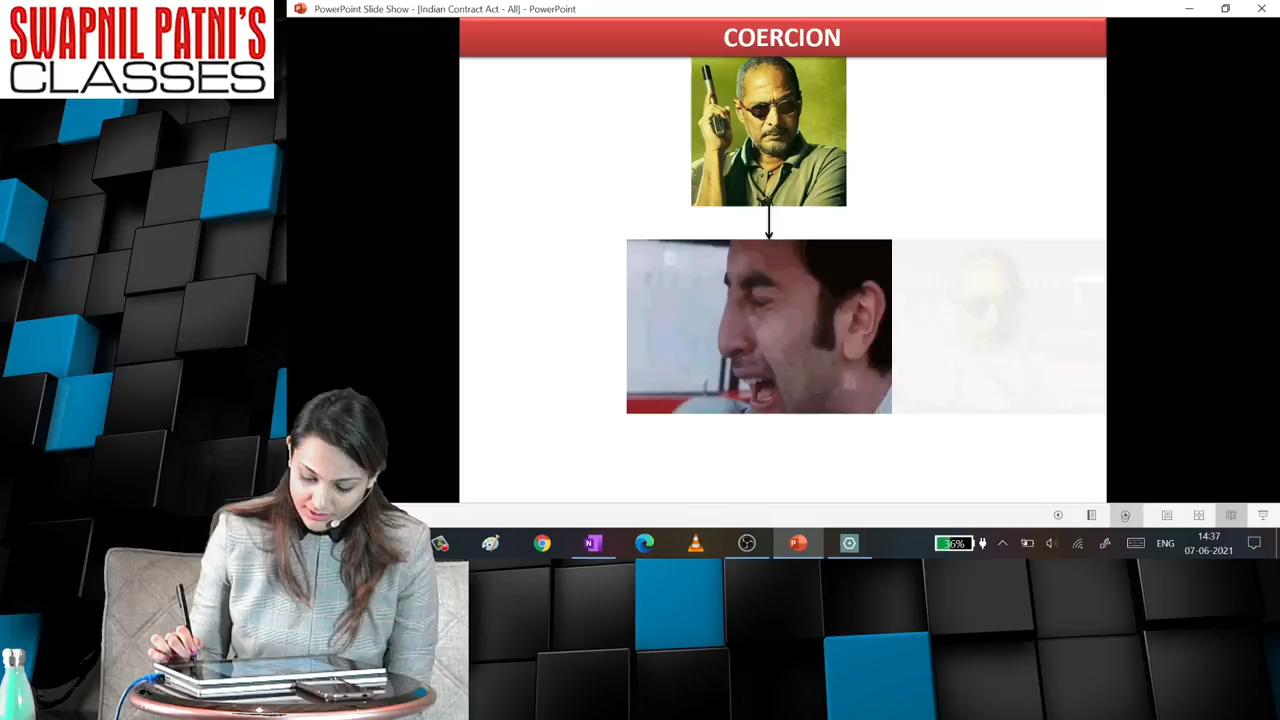 SWAPNIL PATNI'S
CLASSES
PowerPoint Slide Show - [Indian Contract Act - All] - PowerPoint
COERCION
36%
ENG
14:37
07-06-2021